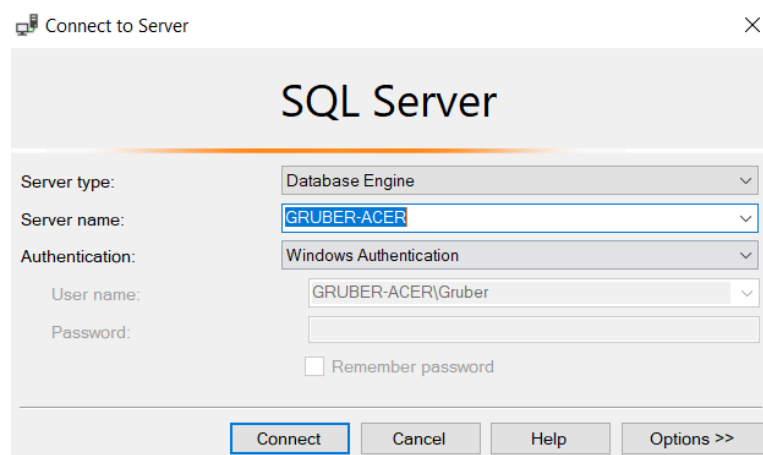 Connect to Server
SQL Server
Server type: Database Engine
Server name: GRUBER-ACER
Authentication: Windows Authentication
User name: GRUBER-ACER\Gruber
Password:
Remember password
Connect Cancel Help Options >>